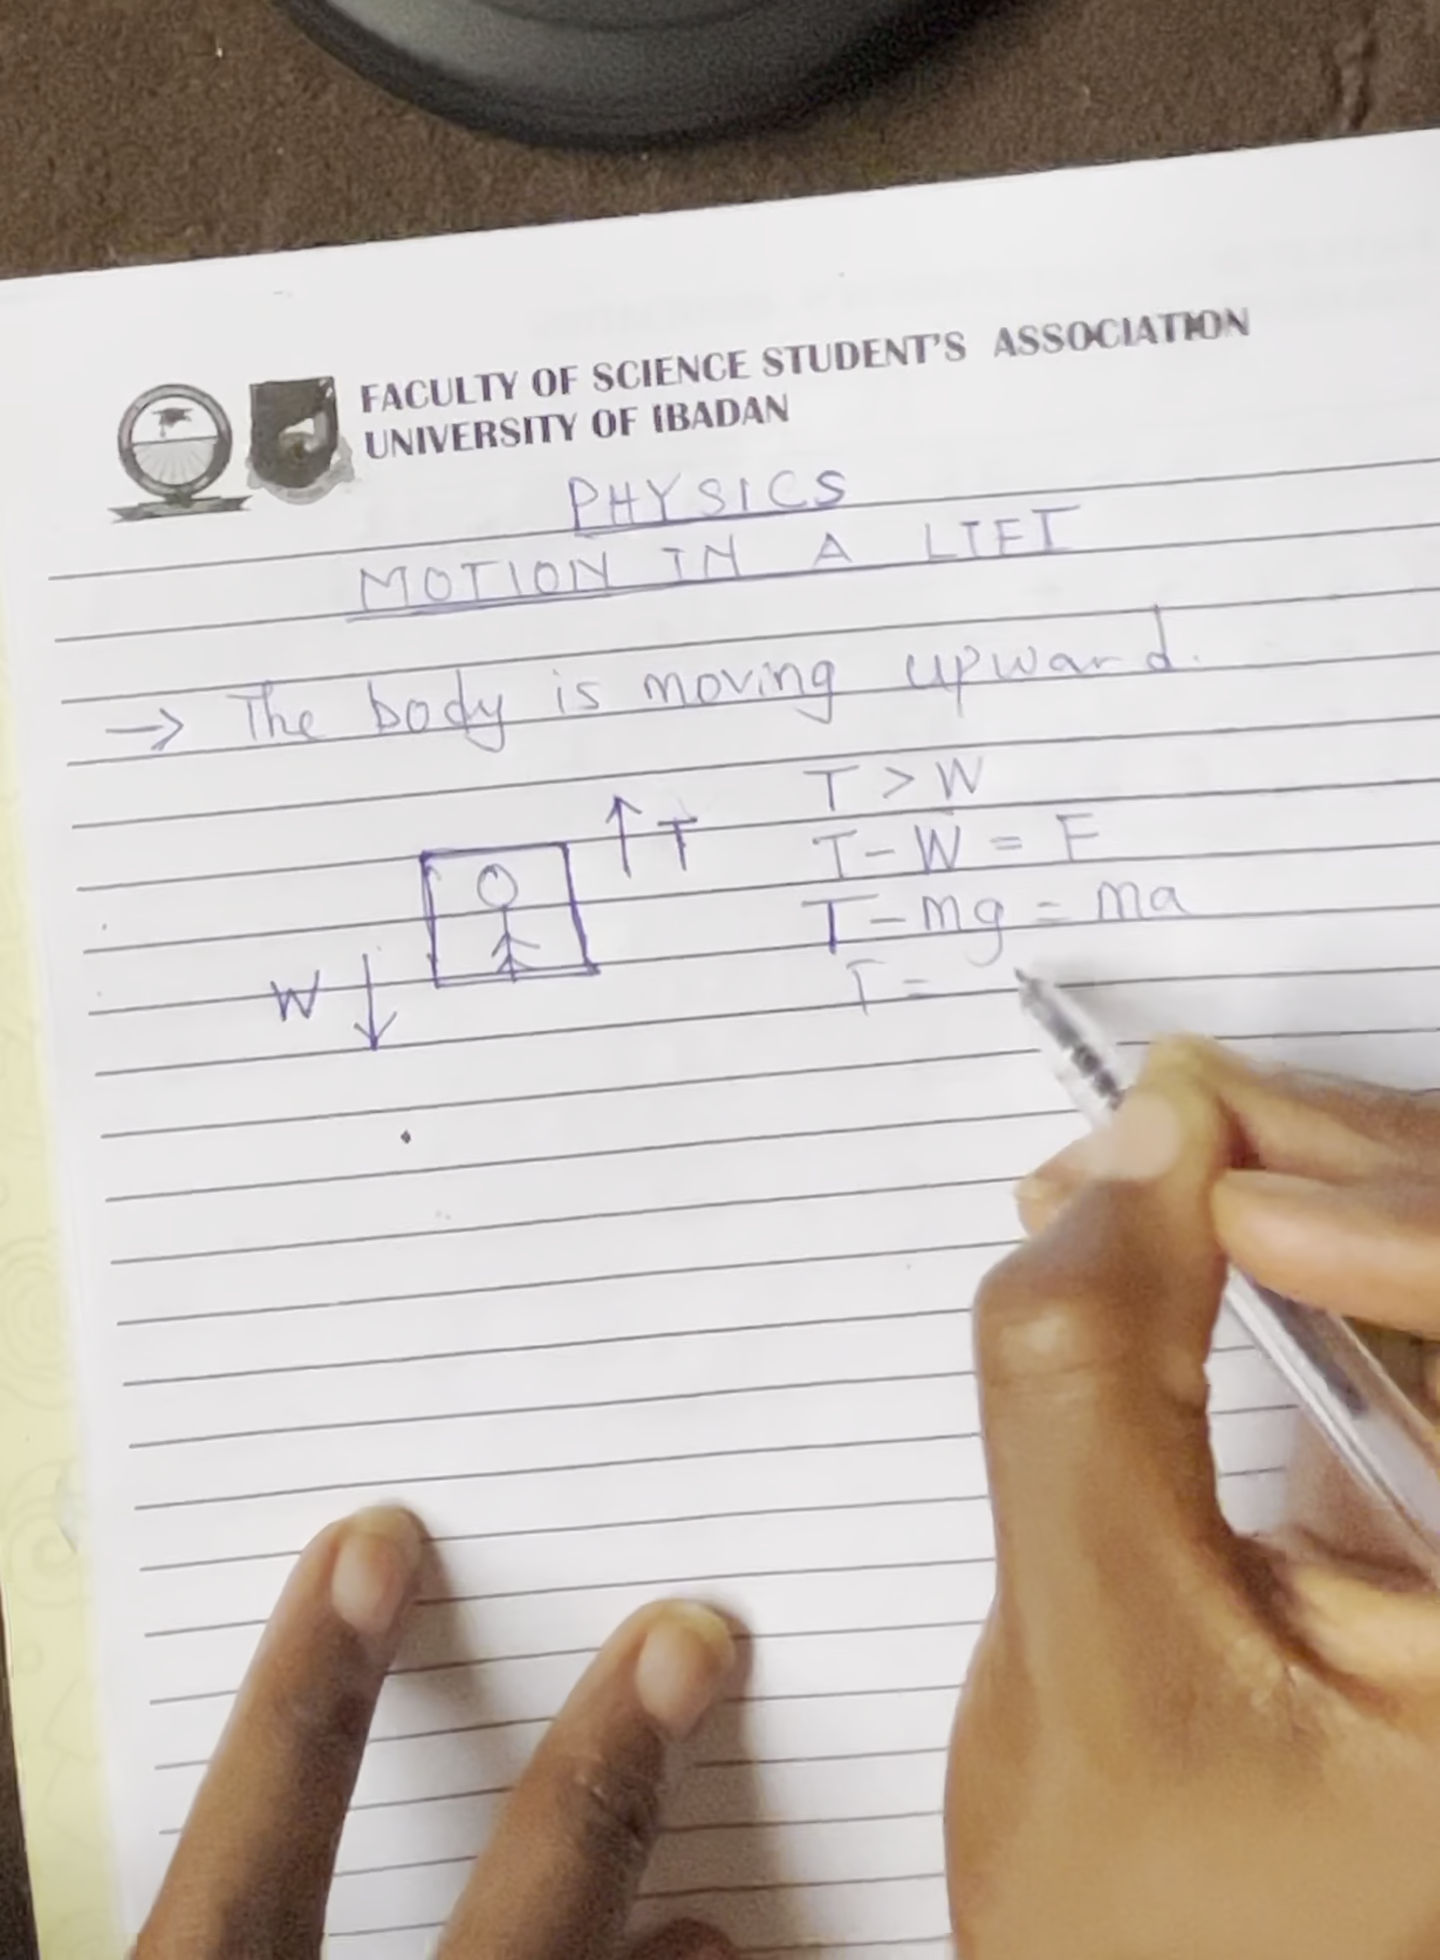 FACULTY OF SCIENCE STUDENT'S ASSOCIATION
UNIVERSITY OF IBADAN
PHYSICS
MOTION IN A LIFT
→ The body is moving upward.
T > W
T - W = F
T - mg = ma
T =
T
W